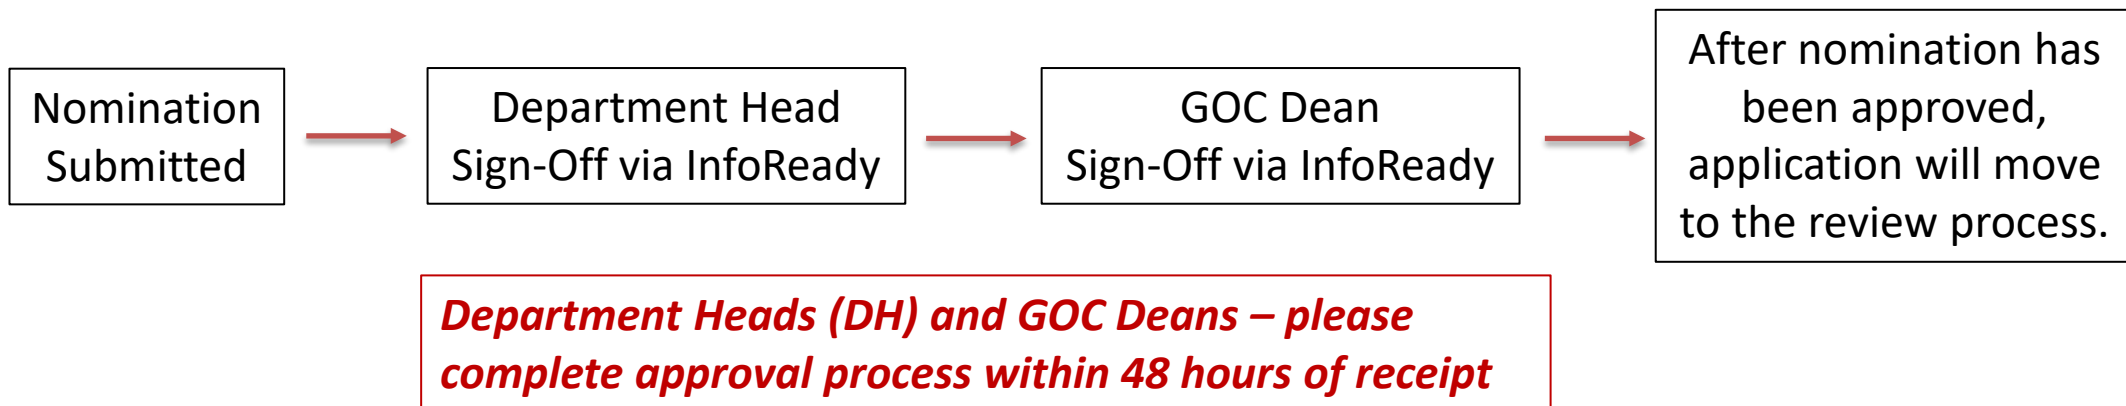 Nomination
Submitted
Department Head
Sign-Off via InfoReady
GOC Dean
Sign-Off via InfoReady
After nomination has
been approved,
application will move
to the review process.
Department Heads (DH) and GOC Deans – please
complete approval process within 48 hours of receipt